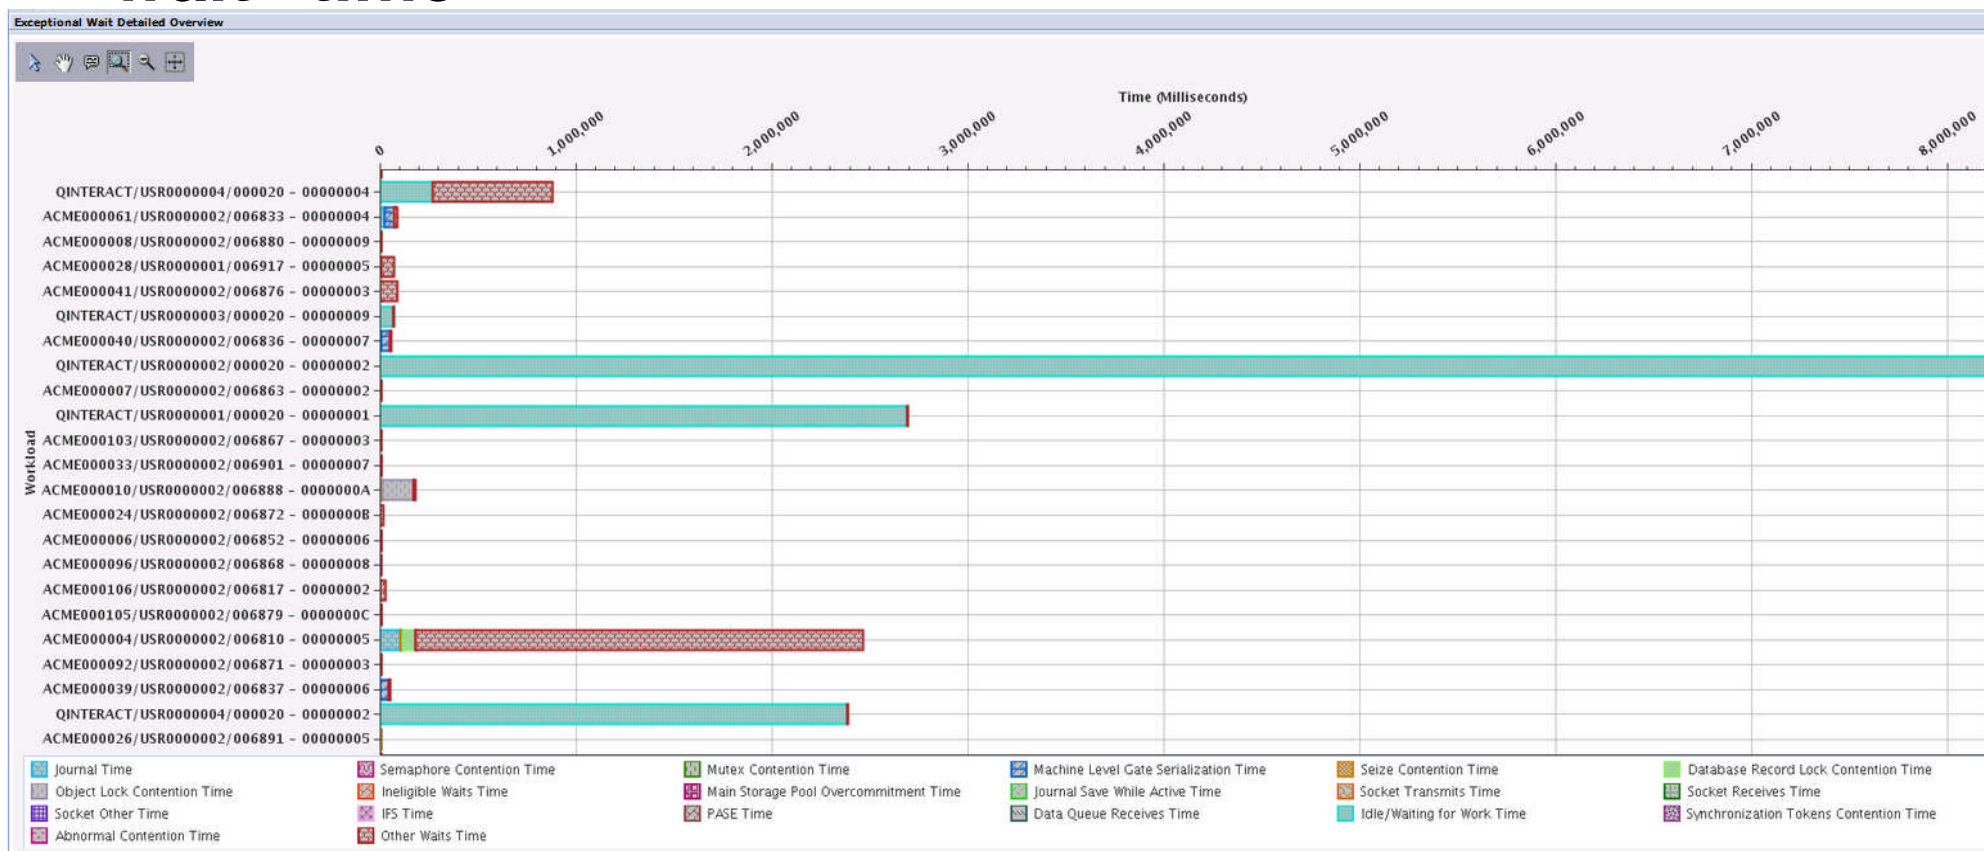 Exceptional Wait Detailed Overview
Time (Milliseconds)
0 1,000,000 2,000,000 3,000,000 4,000,000 5,000,000 6,000,000 7,000,000 8,000,000
Workload
QINTERACT/USR0000004/000020 - 00000004
ACME000061/USR0000002/006833 - 00000004
ACME000008/USR0000002/006880 - 00000009
ACME000028/USR0000001/006917 - 00000005
ACME000041/USR0000002/006876 - 00000003
QINTERACT/USR0000003/000020 - 00000009
ACME000040/USR0000002/006836 - 00000007
QINTERACT/USR0000002/000020 - 00000002
ACME000007/USR0000002/006863 - 00000002
QINTERACT/USR0000001/000020 - 00000001
ACME000103/USR0000002/006867 - 00000003
ACME000033/USR0000002/006901 - 00000007
ACME000010/USR0000002/006888 - 0000000A
ACME000024/USR0000002/006872 - 0000000B
ACME000006/USR0000002/006852 - 00000006
ACME000096/USR0000002/006868 - 00000008
ACME000106/USR0000002/006817 - 00000002
ACME000105/USR0000002/006879 - 0000000C
ACME000004/USR0000002/006810 - 00000005
ACME000092/USR0000002/006871 - 00000003
ACME000039/USR0000002/006837 - 00000006
QINTERACT/USR0000004/000020 - 00000002
ACME000026/USR0000002/006891 - 00000005
Journal Time Semaphore Contention Time Mutex Contention Time Machine Level Gate Serialization Time Seize Contention Time Database Record Lock Contention Time
Object Lock Contention Time Ineligible Waits Time Main Storage Pool Overcommitment Time Journal Save While Active Time Socket Transmits Time Socket Receives Time
Socket Other Time IFS Time PASE Time Data Queue Receives Time Idle/Waiting for Work Time Synchronization Tokens Contention Time
Abnormal Contention Time Other Waits Time